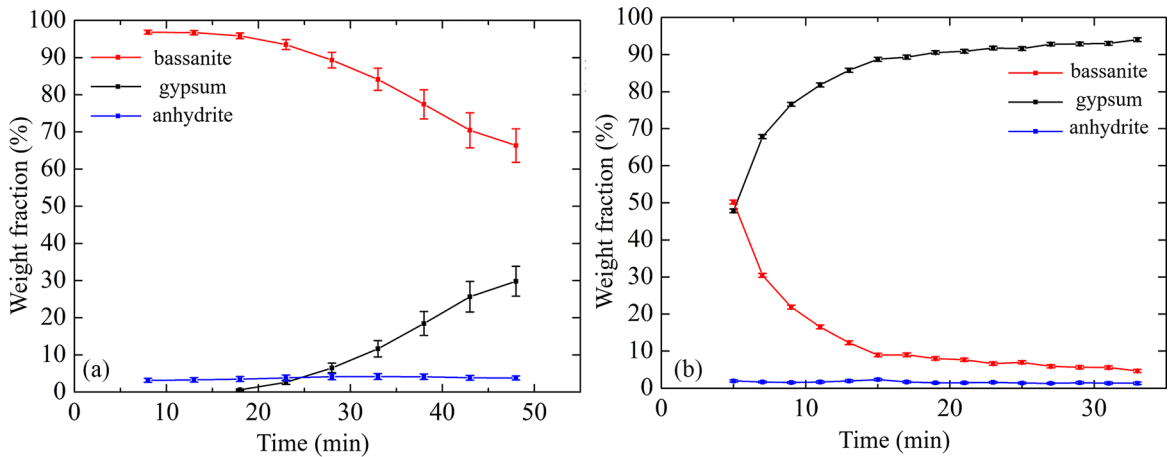 100
90
80
70
60
50
40
30
20
10
0
Weight fraction (%)
bassanite
gypsum
anhydrite
(a)
0 10 20 30 40 50
Time (min)
100
90
80
70
60
50
40
30
20
10
0
Weight fraction (%)
bassanite
gypsum
anhydrite
(b)
0 10 20 30
Time (min)